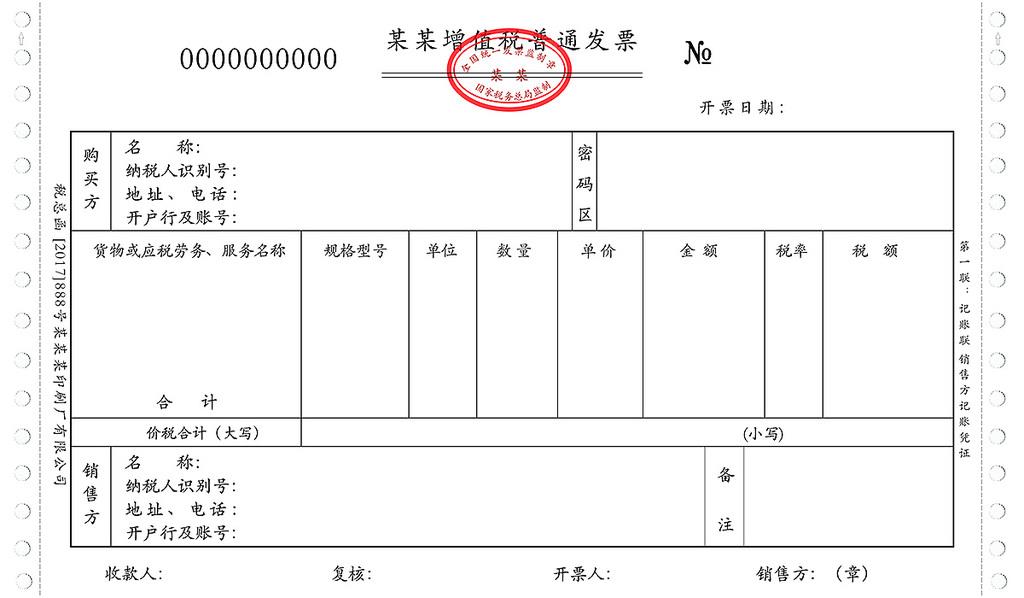 某某增值税普通发票
0000000000
№
全国统一发票监制章
某 某
国家税务总局监制
开票日期：
购买方
名 称：
纳税人识别号：
地址、电话：
开户行及账号：
密码区
货物或应税劳务、服务名称 规格型号 单位 数量 单价 金额 税率 税额
合 计
价税合计（大写） (小写)
销售方
名 称：
纳税人识别号：
地址、电话：
开户行及账号：
备注
收款人： 复核： 开票人： 销售方：（章）
税总函[2017]888号某某某印刷厂有限公司
第一联：记账联 销售方记账凭证